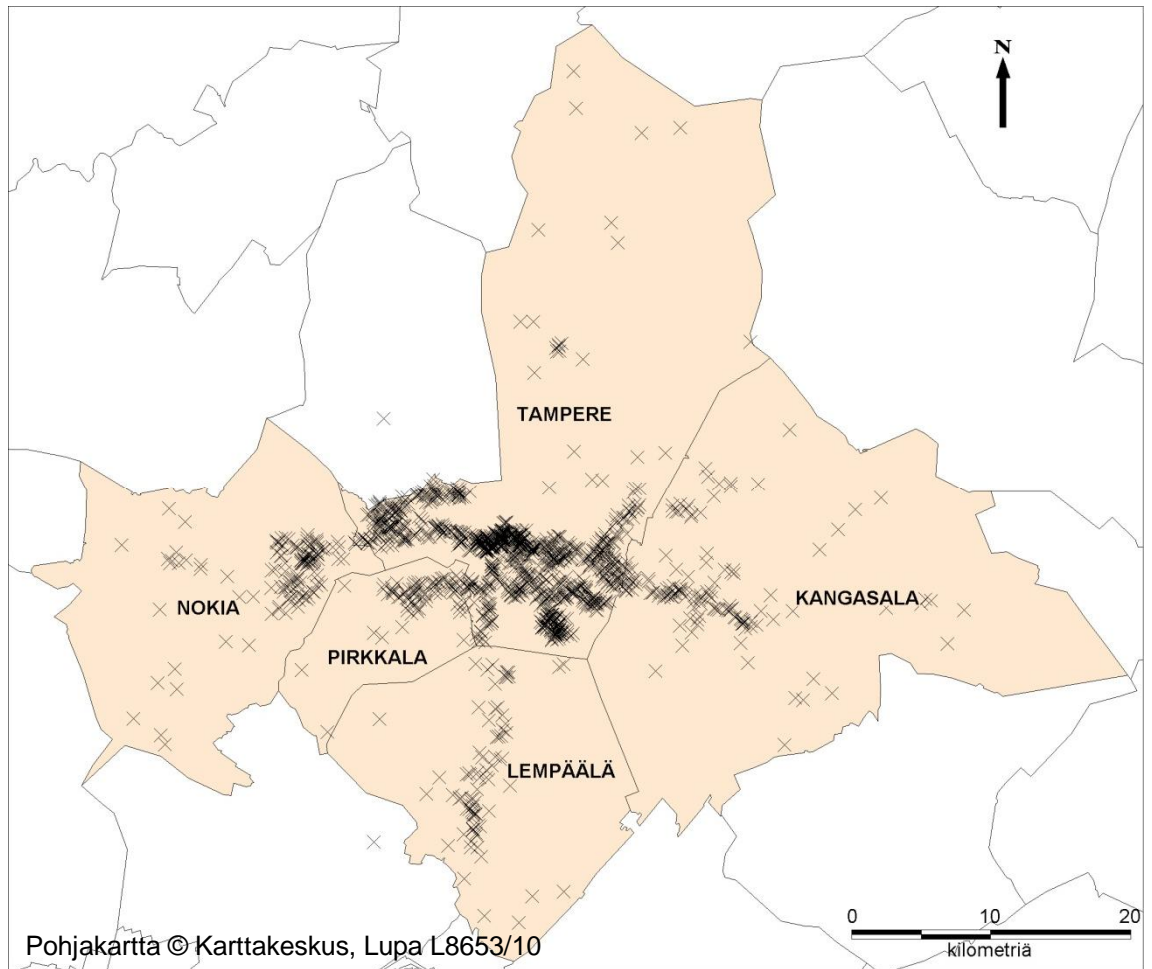 N
TAMPERE
KANGASALA
NOKIA
PIRKKALA
LEMPÄÄLÄ
0 10 20
kilometriä
Pohjakartta © Karttakeskus, Lupa L8653/10